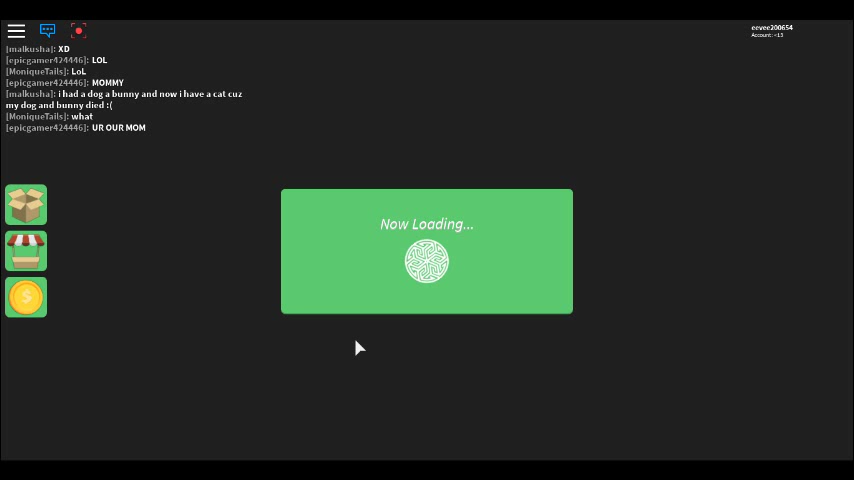 eevee200654
Account: <13
[malkusha]: XD
[epicgamer424446]: LOL
[MoniqueTails]: LoL
[epicgamer424446]: MOMMY
[malkusha]: i had a dog a bunny and now i have a cat cuz
my dog and bunny died :(
[MoniqueTails]: what
[epicgamer424446]: UR OUR MOM
Now Loading...
$